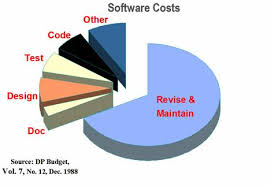 Software Costs
Other
Code
Test
Design
Doc
Revise &
Maintain
Source: DP Budget,
Vol. 7, No. 12, Dec. 1988